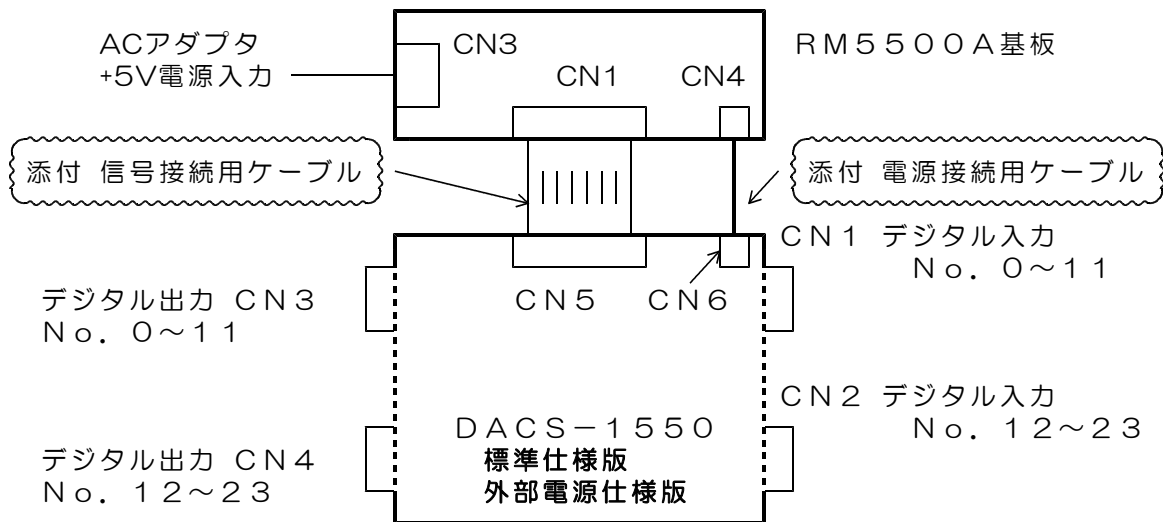 ACアダプタ
+5V電源入力
CN3
CN1
CN4
RM5500A基板
添付 信号接続用ケーブル
添付 電源接続用ケーブル
CN1 デジタル入力
No. 0～11
デジタル出力 CN3
No. 0～11
CN5
CN6
CN2 デジタル入力
No. 12～23
デジタル出力 CN4
No. 12～23
DACS－1550
標準仕様版
外部電源仕様版